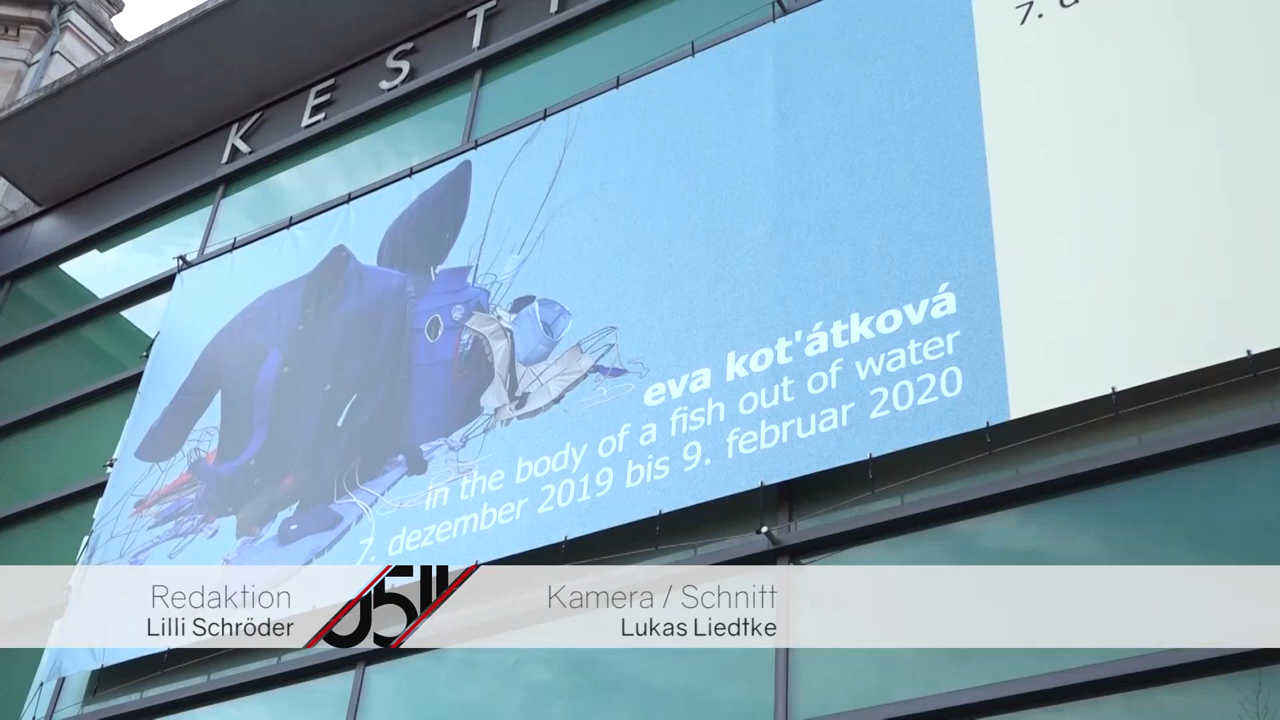 KEST
7.
eva kot'átková
in the body of a fish out of water
7. dezember 2019 bis 9. februar 2020
Redaktion
Lilli Schröder
Kamera / Schnitt
Lukas Liedtke